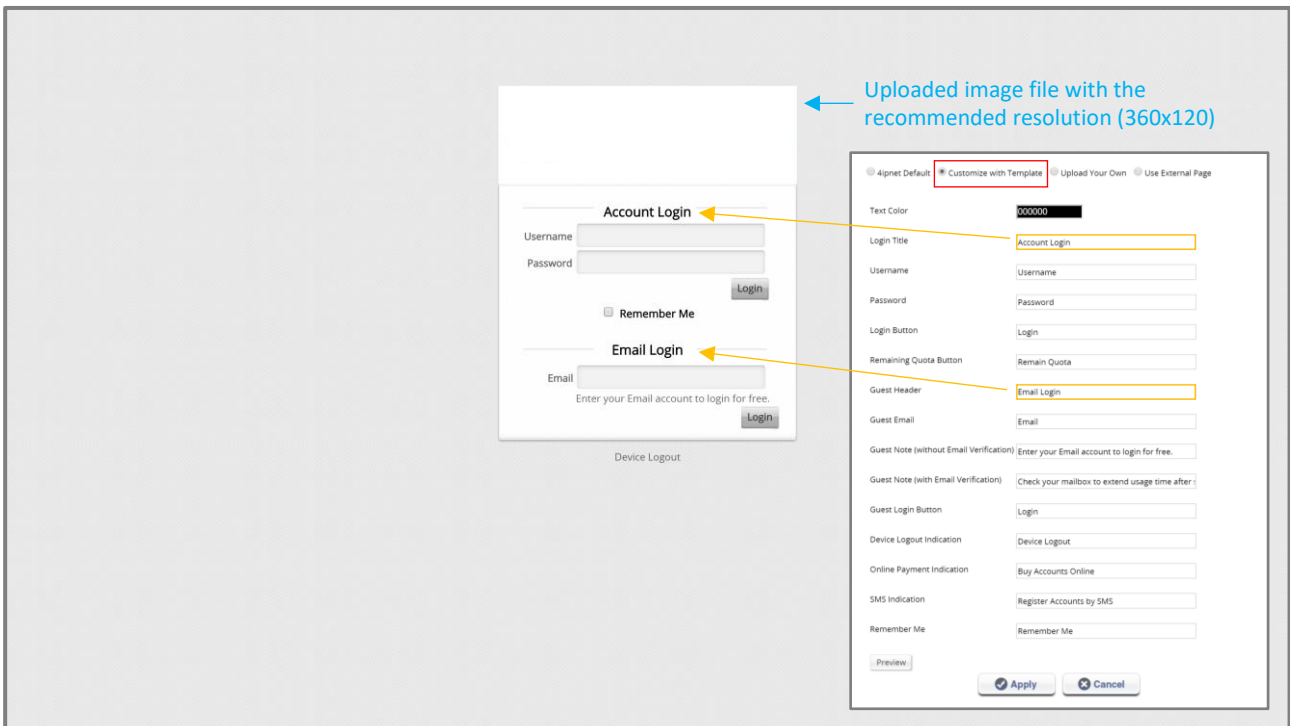 Uploaded image file with the
recommended resolution (360x120)
Account Login
Username
Password
Login
Remember Me
Email Login
Email
Enter your Email account to login for free.
Login
Device Logout
4ipnet Default Customize with Template Upload Your Own Use External Page
Text Color 000000
Login Title Account Login
Username Username
Password Password
Login Button Login
Remaining Quota Button Remain Quota
Guest Header Email Login
Guest Email Email
Guest Note (without Email Verification) Enter your Email account to login for free.
Guest Note (with Email Verification) Check your mailbox to extend usage time after
Guest Login Button Login
Device Logout Indication Device Logout
Online Payment Indication Buy Accounts Online
SMS Indication Register Accounts by SMS
Remember Me Remember Me
Preview
Apply Cancel